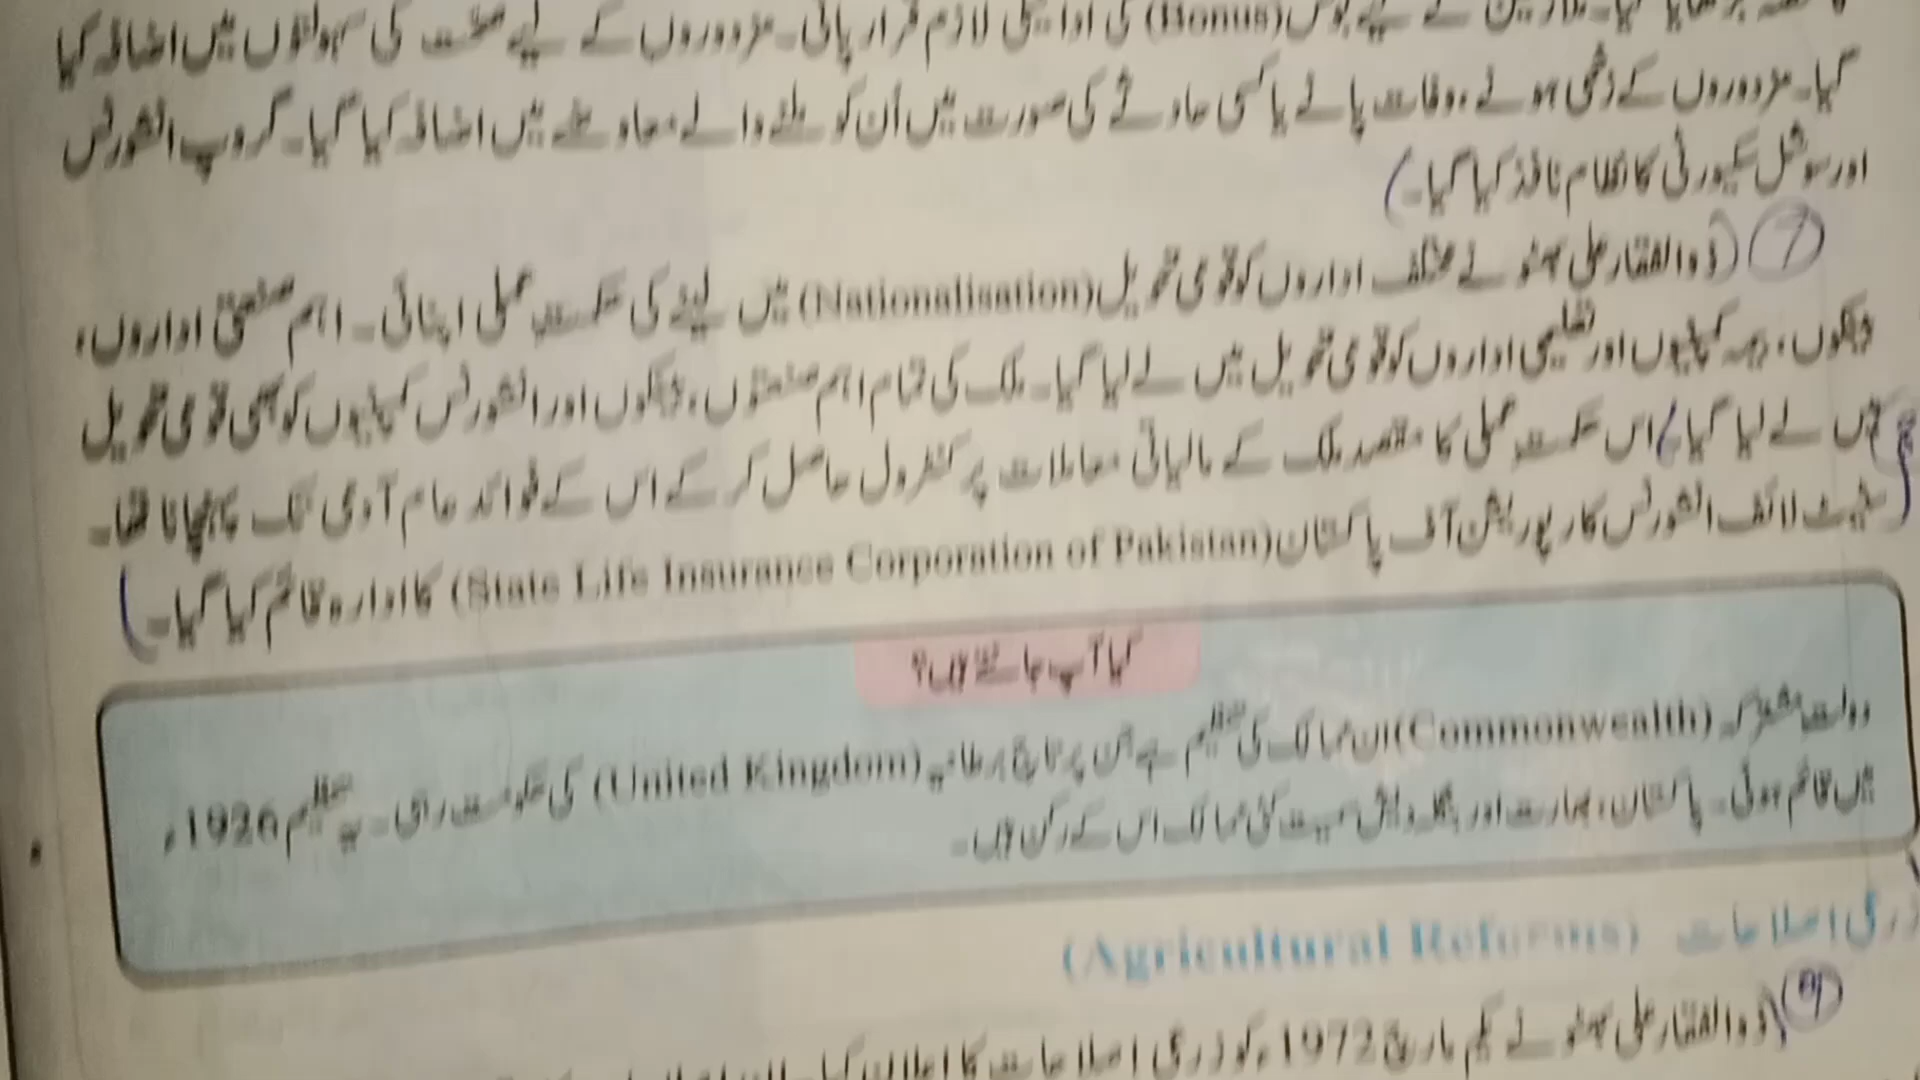 کی ادائیگی لازم قرار پائی۔ مزدوروں کے لیے صحت کی سہولتوں میں اضافہ کیا (Bonus) کے لیے بونس
گیا۔ مزدوروں کے زخمی ہونے، وفات پانے یا کسی حادثے کی صورت میں اُن کو ملنے والے معاوضے میں اضافہ کیا گیا۔ گروپ انشورنس
اور سوشل سکیورٹی کا نظام نافذ کیا گیا۔)
⑦ (ذوالفقار علی بھٹو نے مختلف اداروں کو قومی تحویل (Nationalisation) میں لینے کی حکمتِ عملی اپنائی۔ اہم صنعتی اداروں،
بینکوں، بیمہ کمپنیوں اور تعلیمی اداروں کو قومی تحویل میں لے لیا گیا۔ ملک کی تمام اہم صنعتوں، بینکوں اور انشورنس کمپنیوں کو بھی قومی تحویل
میں لے لیا گیا) اس حکمتِ عملی کا مقصد ملک کے مالیاتی معاملات پر کنٹرول حاصل کر کے اس کے فوائد عام آدمی تک پہنچانا تھا۔
سٹیٹ لائف انشورنس کارپوریشن آف پاکستان (State Life Insurance Corporation of Pakistan) کا ادارہ قائم کیا گیا۔)
کیا آپ جانتے ہیں؟
دولتِ مشترکہ (Commonwealth) ان ممالک کی تنظیم ہے جن پر تاجِ برطانیہ (United Kingdom) کی حکومت رہی۔ یہ تنظیم 1926ء
میں قائم ہوئی۔ پاکستان، بھارت اور بنگلہ دیش سمیت کئی ممالک اس کے رکن ہیں۔
زرعی اصلاحات (Agricultural Reforms)
(ذوالفقار علی بھٹو نے یکم مارچ 1972ء کو زرعی اصلاحات کا اعلان کیا۔